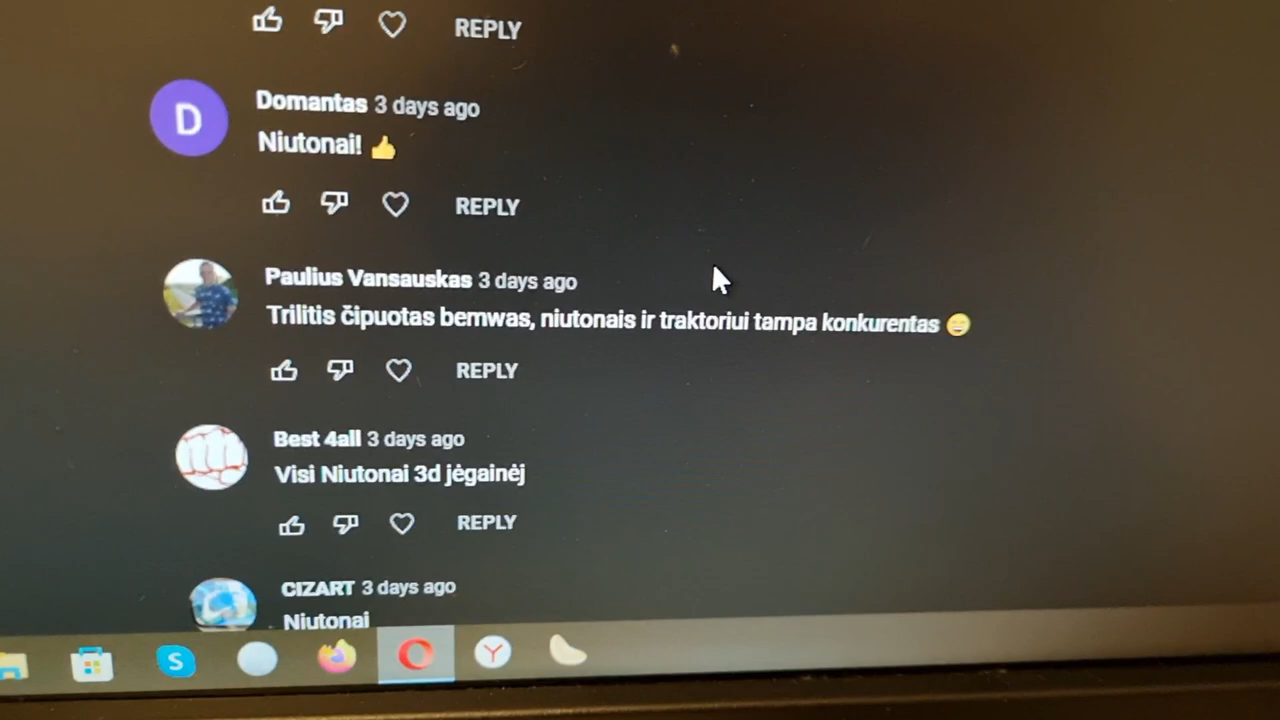 REPLY
D
Domantas 3 days ago
Niutonai! 👍
REPLY
Paulius Vansauskas 3 days ago
Trilitis čipuotas bemwas, niutonais ir traktoriui tampa konkurentas 😄
REPLY
Best 4all 3 days ago
Visi Niutonai 3d jėgainėj
REPLY
CIZART 3 days ago
Niutonai
S
Y